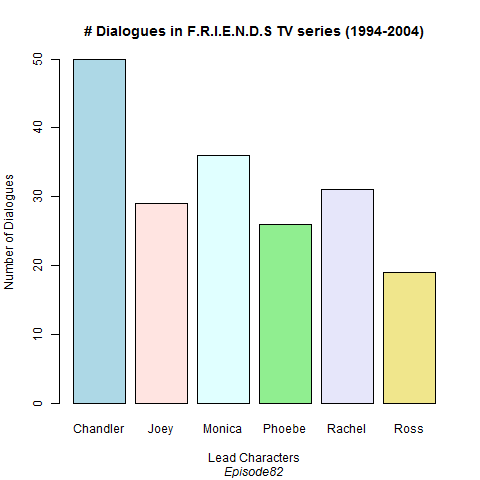 # Dialogues in F.R.I.E.N.D.S TV series (1994-2004)
Number of Dialogues
50
40
30
20
10
0
Chandler Joey Monica Phoebe Rachel Ross
Lead Characters
Episode82